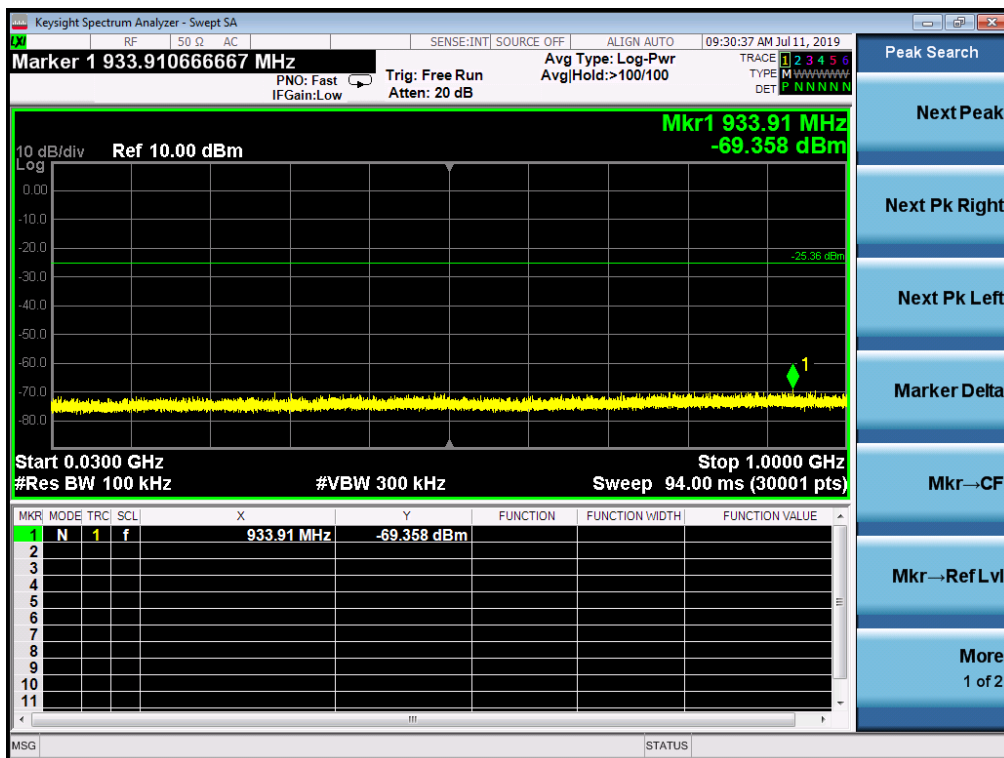 Keysight Spectrum Analyzer - Swept SA
LXI RF 50 Ω AC SENSE:INT SOURCE OFF ALIGN AUTO 09:30:37 AM Jul 11, 2019
Marker 1 933.910666667 MHz
PNO: Fast
IFGain:Low
Trig: Free Run
Atten: 20 dB
Avg Type: Log-Pwr
Avg|Hold:>100/100
TRACE 1 2 3 4 5 6
TYPE M WWWWW
DET P N N N N N
Peak Search
Mkr1 933.91 MHz
-69.358 dBm
10 dB/div Ref 10.00 dBm
Log
0.00
-10.0
-20.0
-25.36 dBm
-30.0
-40.0
-50.0
-60.0
1
-70.0
-80.0
Start 0.0300 GHz Stop 1.0000 GHz
#Res BW 100 kHz #VBW 300 kHz Sweep 94.00 ms (30001 pts)
MKR MODE TRC SCL X Y FUNCTION FUNCTION WIDTH FUNCTION VALUE
1 N 1 f 933.91 MHz -69.358 dBm
2
3
4
5
6
7
8
9
10
11
MSG STATUS
Next Peak
Next Pk Right
Next Pk Left
Marker Delta
Mkr→CF
Mkr→Ref Lvl
More
1 of 2